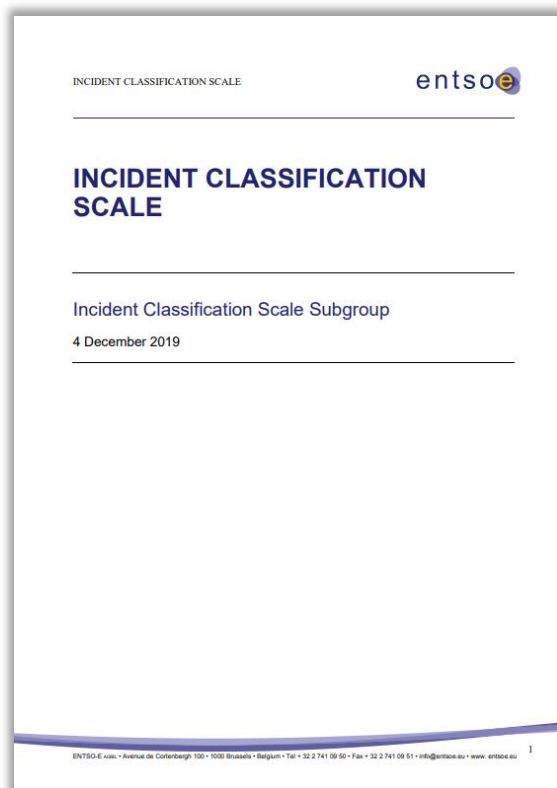 INCIDENT CLASSIFICATION SCALE
entsoe
INCIDENT CLASSIFICATION
SCALE
Incident Classification Scale Subgroup
4 December 2019
1
ENTSO-E AISBL • Avenue de Cortenbergh 100 • 1000 Brussels • Belgium • Tel + 32 2 741 09 50 • Fax + 32 2 741 09 51 • info@entsoe.eu • www. entsoe.eu